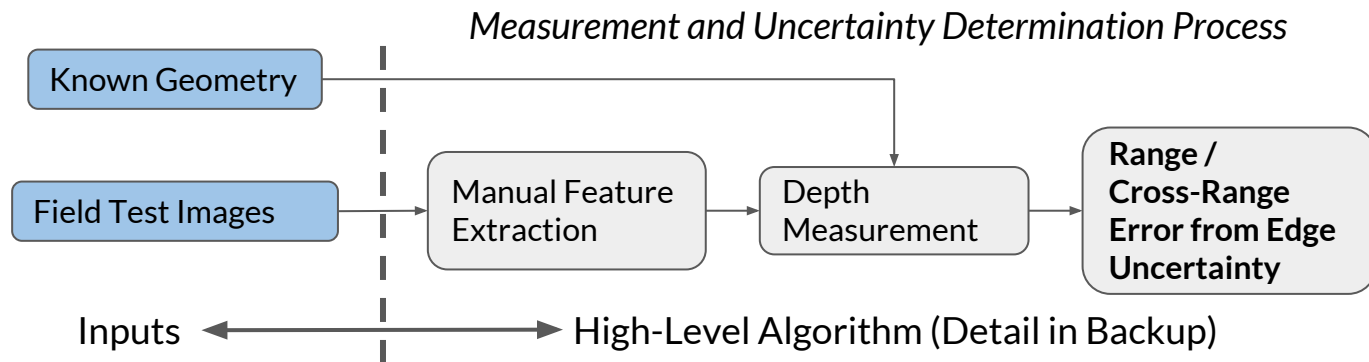 Measurement and Uncertainty Determination Process
Known Geometry
Field Test Images
Manual Feature
Extraction
Depth
Measurement
Range /
Cross-Range
Error from Edge
Uncertainty
Inputs
High-Level Algorithm (Detail in Backup)